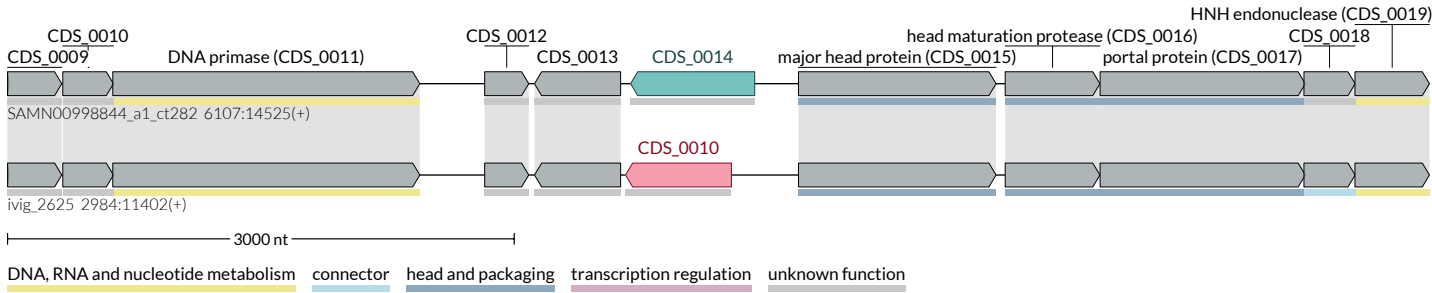 HNH endonuclease (CDS_0019)
CDS_0010 CDS_0012 head maturation protease (CDS_0016) CDS_0018
CDS_0009 DNA primase (CDS_0011) CDS_0013 CDS_0014 major head protein (CDS_0015) portal protein (CDS_0017)
SAMN00998844_a1_ct282 6107:14525(+)
CDS_0010
ivig_2625 2984:11402(+)
3000 nt
DNA, RNA and nucleotide metabolism connector head and packaging transcription regulation unknown function